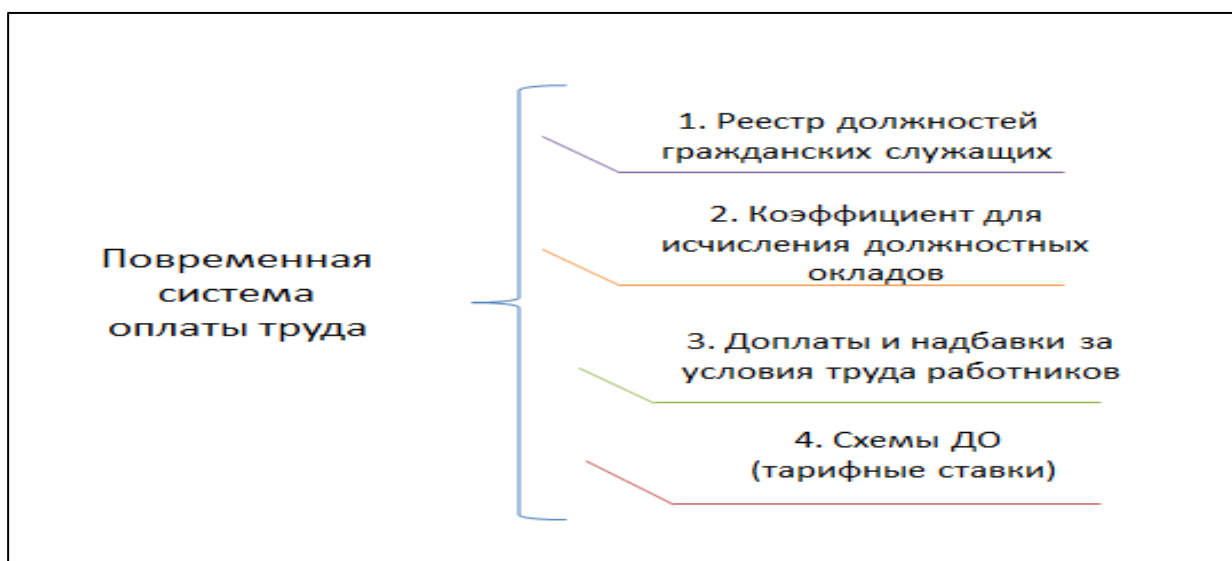 Повременная
система
оплаты труда
1. Реестр должностей
гражданских служащих
2. Коэффициент для
исчисления должностных
окладов
3. Доплаты и надбавки за
условия труда работников
4. Схемы ДО
(тарифные ставки)